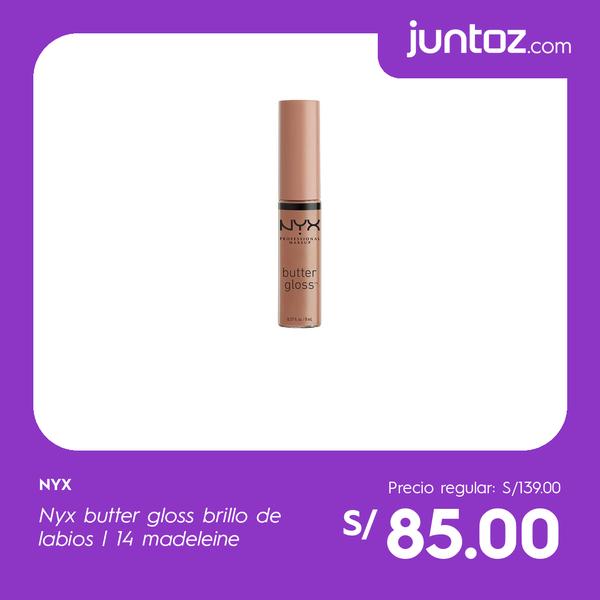 juntoz.com
NYX
PROFESSIONAL
MAKEUP
butter
gloss™
NYX
Nyx butter gloss brillo de
labios | 14 madeleine
Precio regular: S/139.00
S/ 85.00